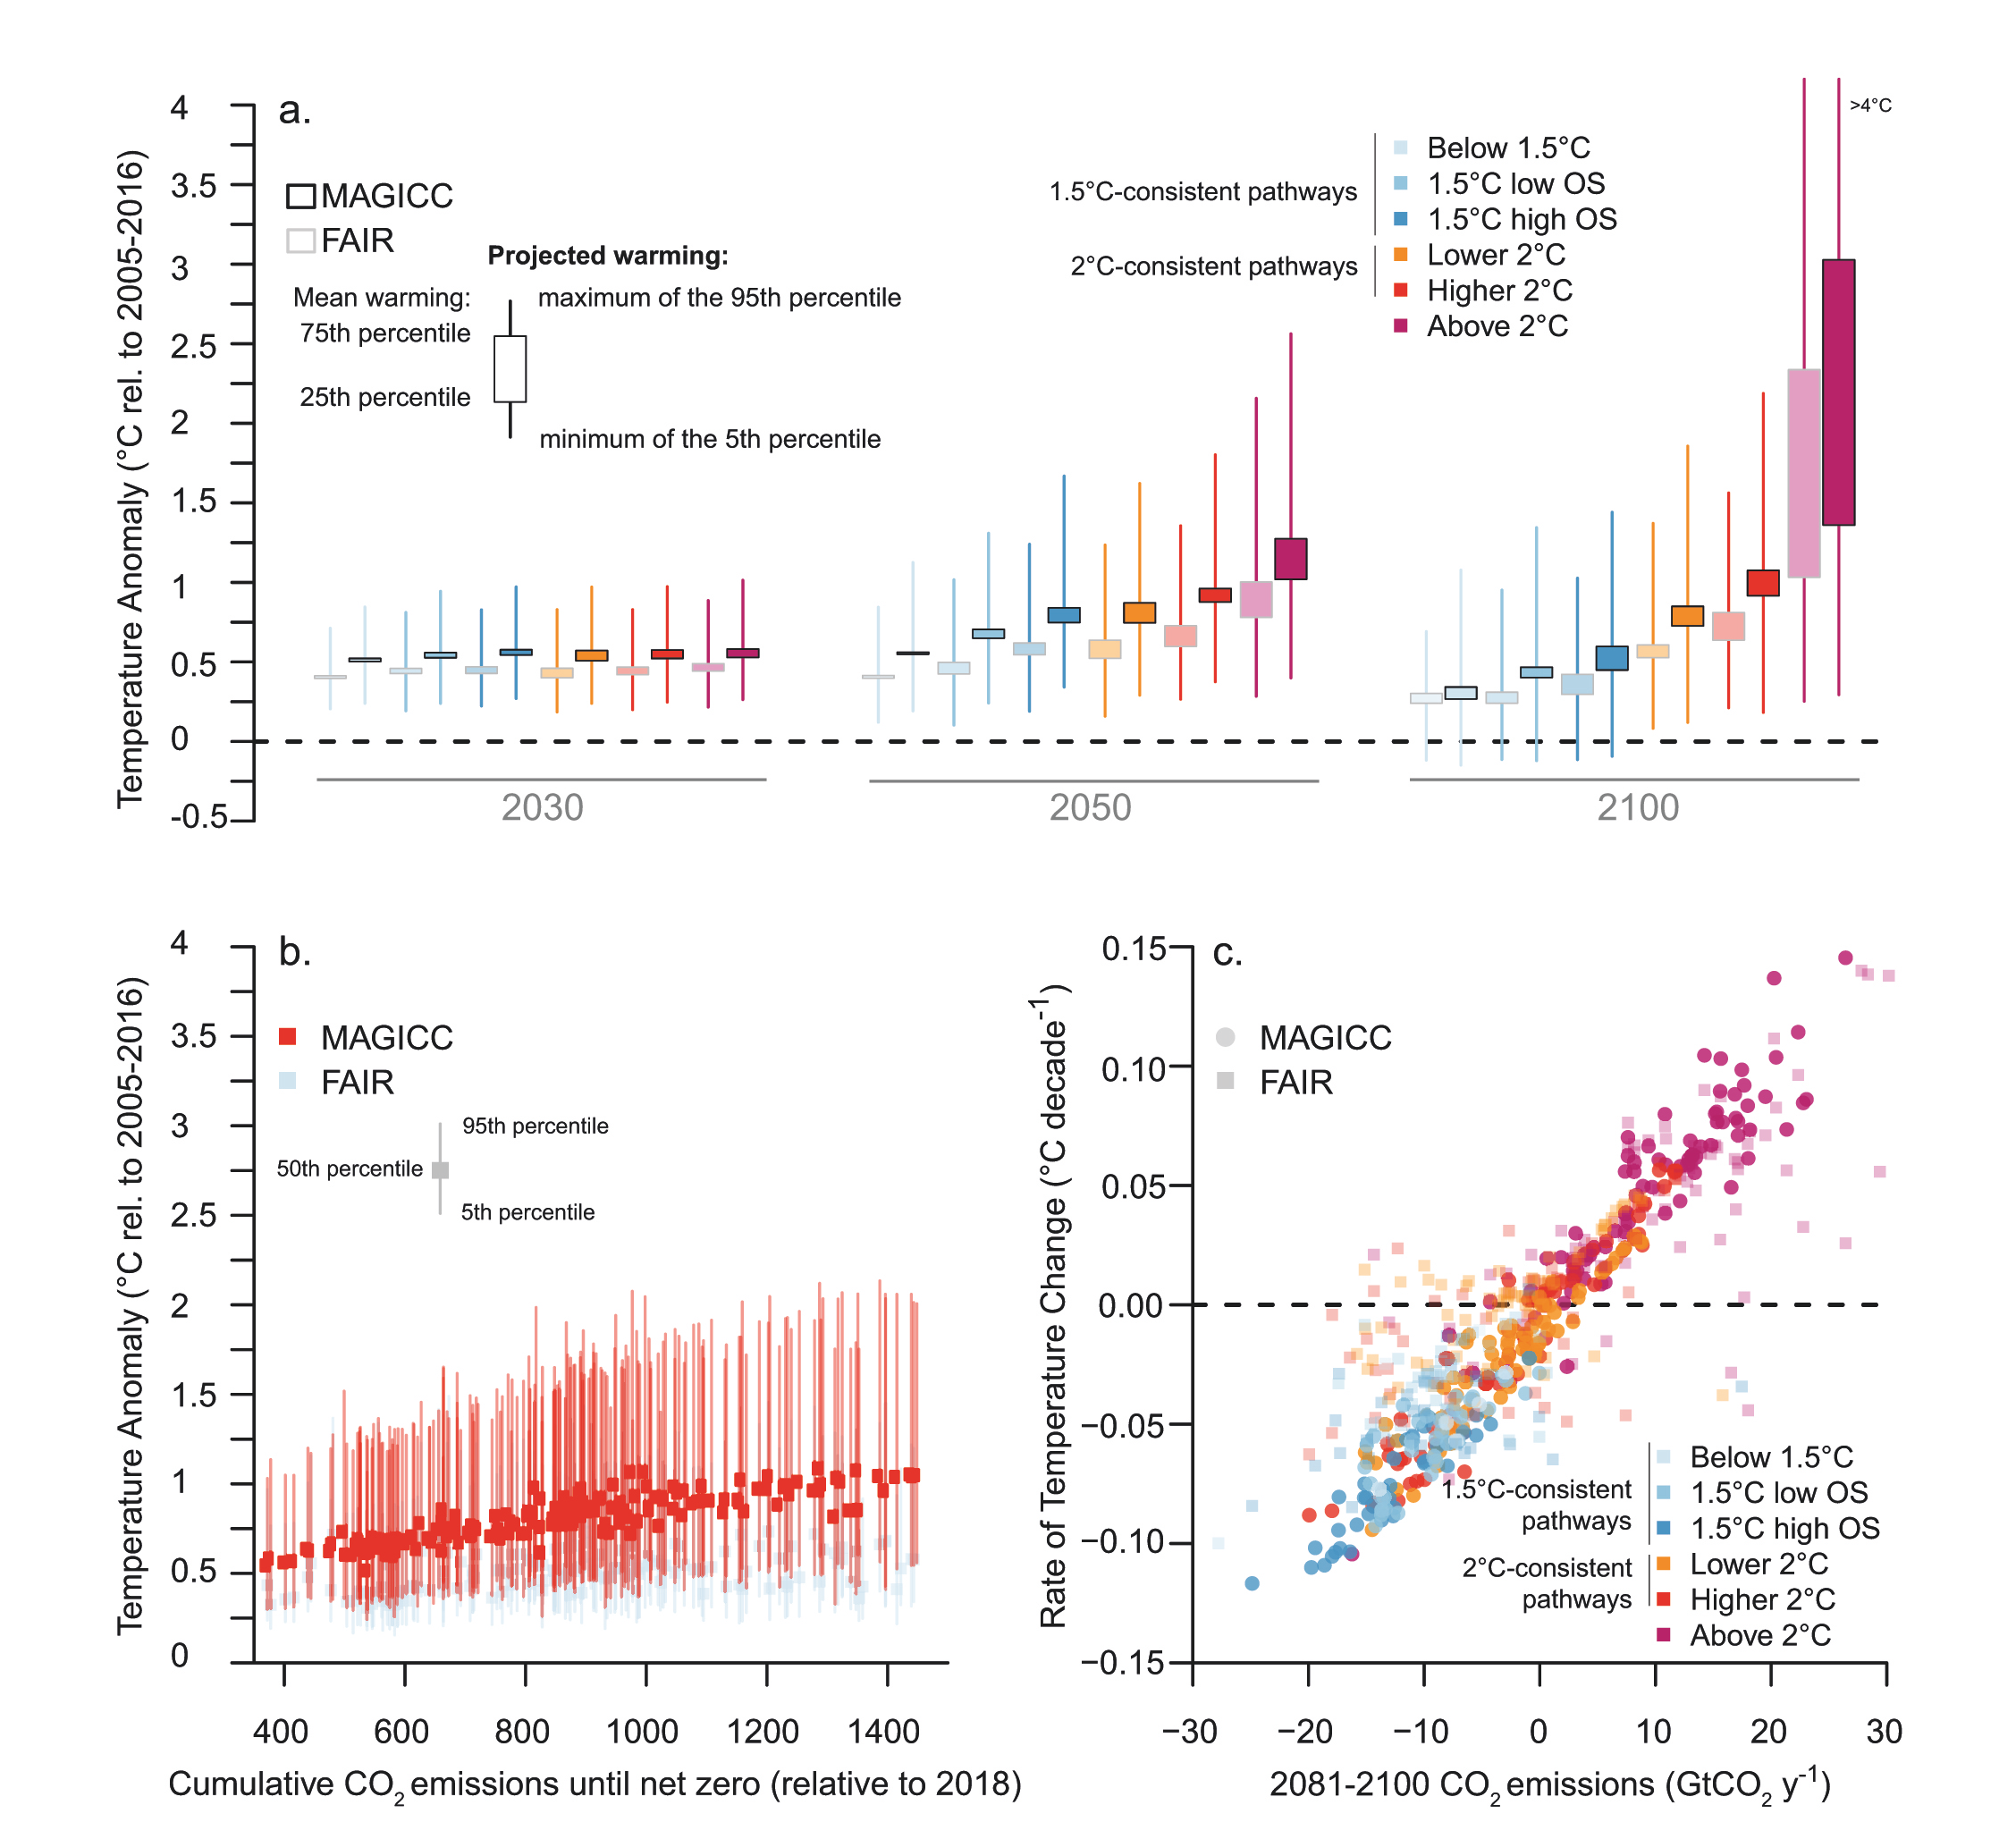 a.
Temperature Anomaly (°C rel. to 2005-2016)
4
3.5
3
2.5
2
1.5
1
0.5
0
-0.5
MAGICC
FAIR
Projected warming:
Mean warming:
maximum of the 95th percentile
75th percentile
25th percentile
minimum of the 5th percentile
1.5°C-consistent pathways
2°C-consistent pathways
Below 1.5°C
1.5°C low OS
1.5°C high OS
Lower 2°C
Higher 2°C
Above 2°C
>4°C
2030
2050
2100
b.
Temperature Anomaly (°C rel. to 2005-2016)
4
3.5
3
2.5
2
1.5
1
0.5
0
MAGICC
FAIR
95th percentile
50th percentile
5th percentile
400
600
800
1000
1200
1400
Cumulative CO2 emissions until net zero (relative to 2018)
c.
Rate of Temperature Change (°C decade-1)
0.15
0.10
0.05
0.00
−0.05
−0.10
−0.15
MAGICC
FAIR
1.5°C-consistent
pathways
2°C-consistent
pathways
Below 1.5°C
1.5°C low OS
1.5°C high OS
Lower 2°C
Higher 2°C
Above 2°C
−30
−20
−10
0
10
20
30
2081-2100 CO2 emissions (GtCO2 y-1)